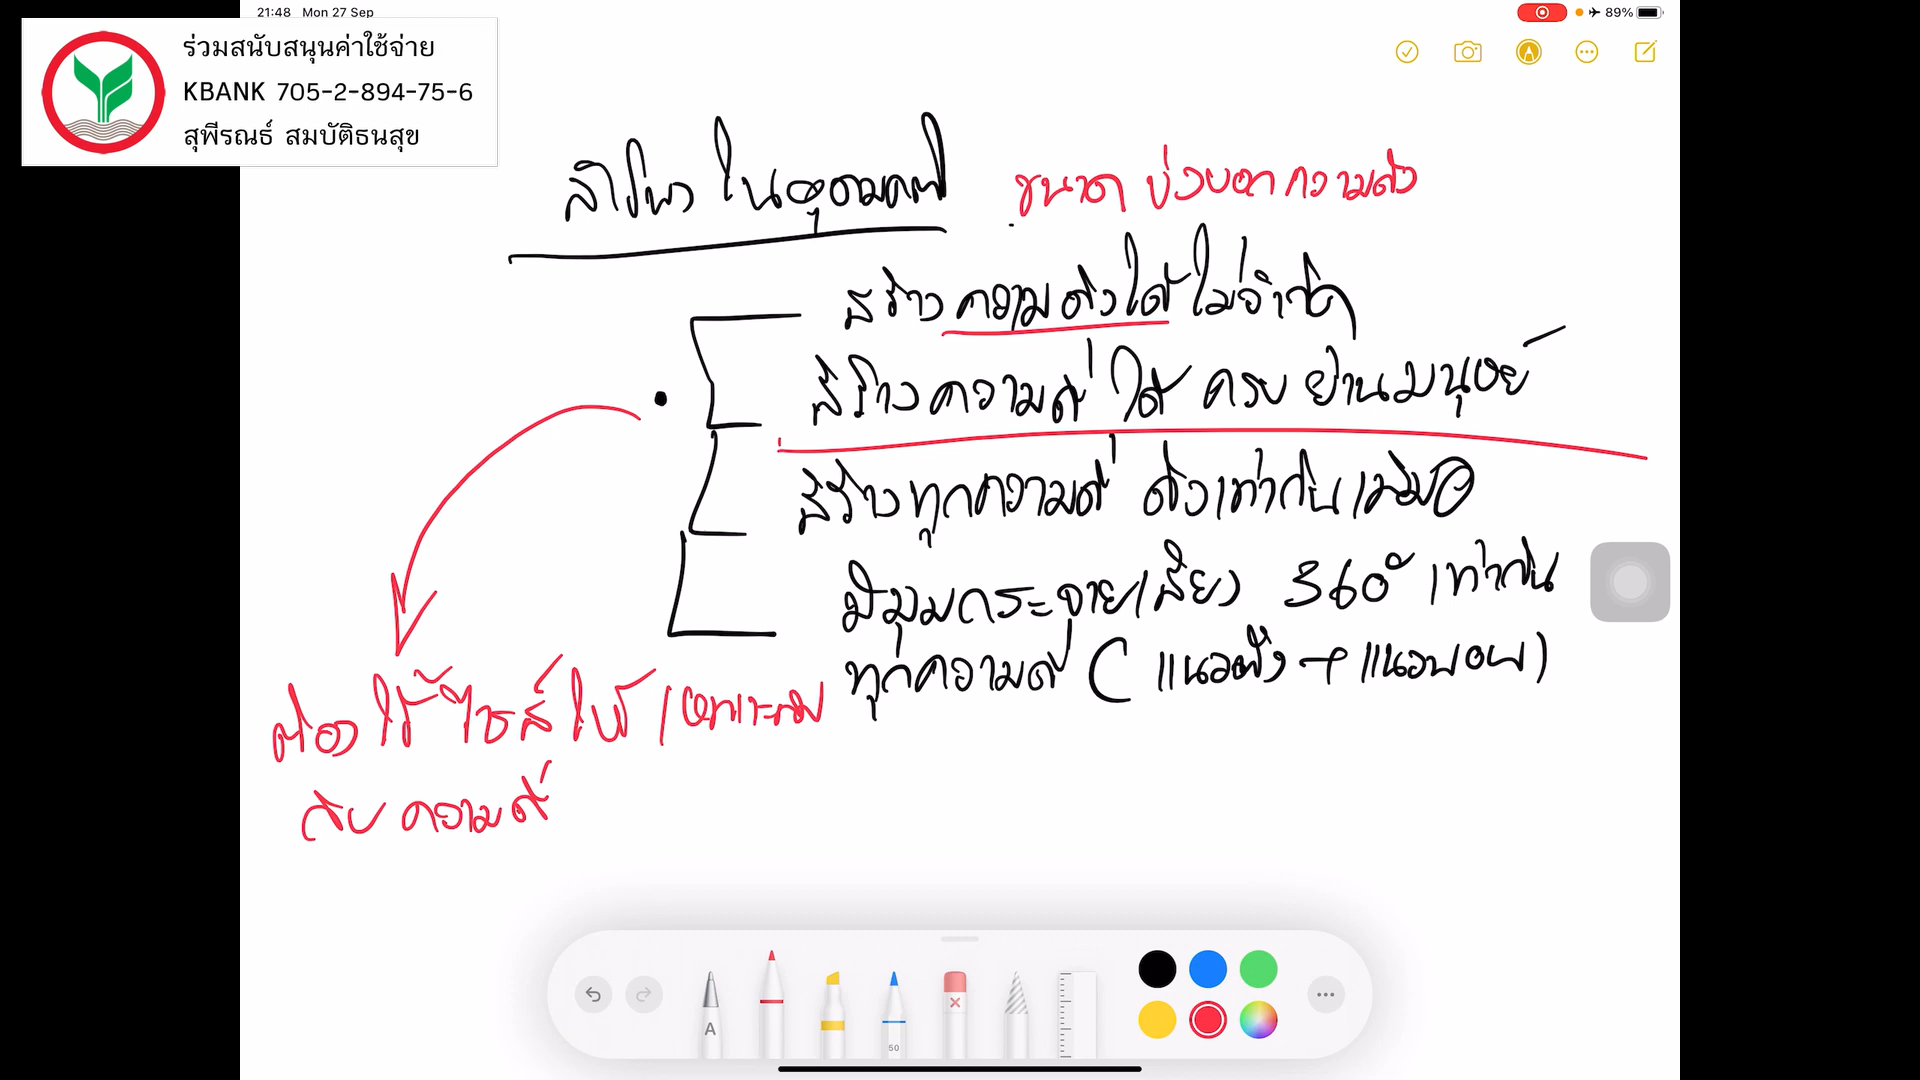 21:48 Mon 27 Sep
89%
ร่วมสนับสนุนค่าใช้จ่าย
KBANK 705-2-894-75-6
สุพีรณธ์ สมบัติธนสุข
ลำโพง ในอุดมคติ
ขนาด บ่งบอก ความดัง
สร้าง ความดังได้ ไม่จำกัด
สร้างความถี่ ได้ ครบ ย่านมนุษย์
สร้างทุกความถี่ ดังเท่ากันเสมอ
มีมุมกระจายเสียง 360° เท่ากัน
ทุกความถี่ ( แนวตั้ง + แนวนอน )
ต้อง ใช้ ไซส์ ให้ เหมาะสม
กับ ความถี่
A
50